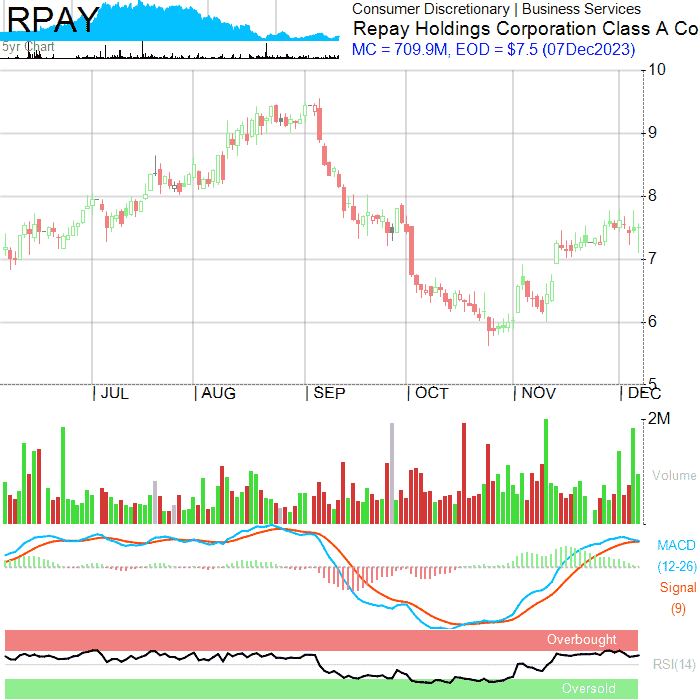 RPAY
5yr Chart
Consumer Discretionary | Business Services
Repay Holdings Corporation Class A Co
MC = 709.9M, EOD = $7.5 (07Dec2023)
10
9
8
7
6
5
JUL AUG SEP OCT NOV DEC
2M
Volume
MACD
(12-26)
Signal
(9)
Overbought
RSI(14)
Oversold